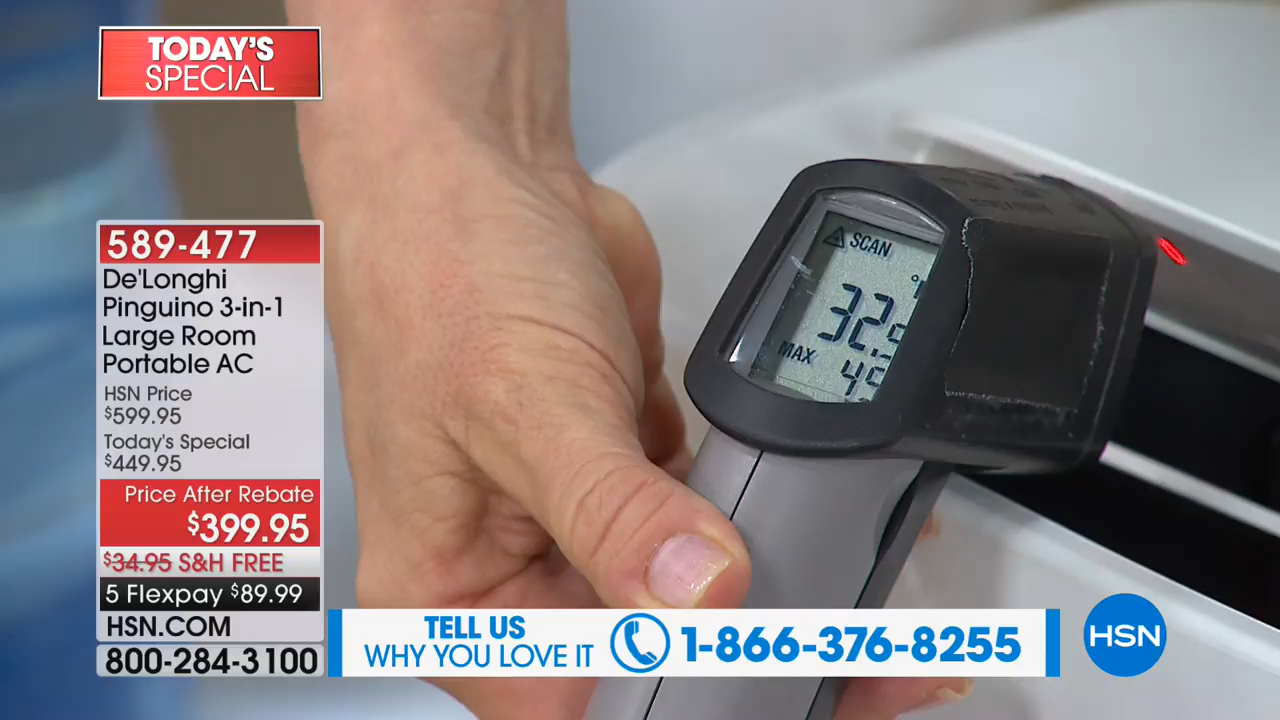 TODAY'S
SPECIAL
589-477
De'Longhi
Pinguino 3-in-1
Large Room
Portable AC
HSN Price
$599.95
Today's Special
$449.95
Price After Rebate
$399.95
$34.95 S&H FREE
5 Flexpay $89.99
HSN.COM
800-284-3100
SCAN
MAX
TELL US
WHY YOU LOVE IT
1-866-376-8255
HSN